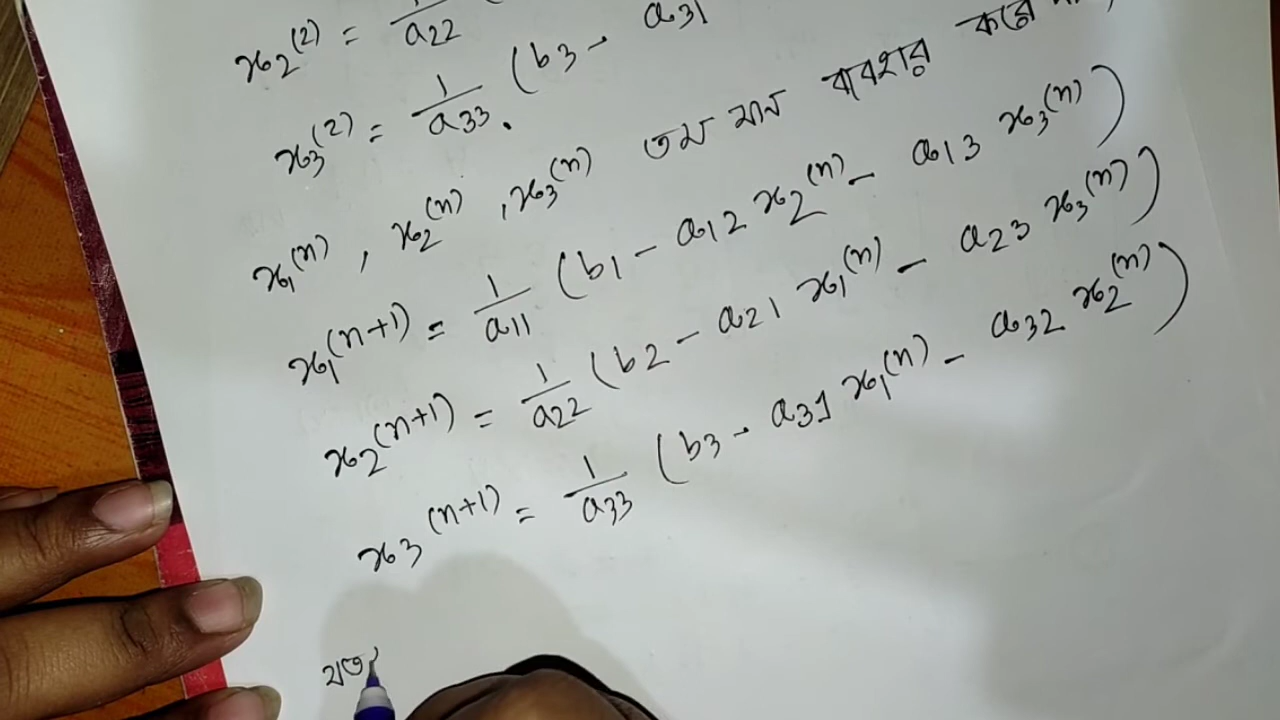 x₂⁽²⁾ = 1/a22 (
x₃⁽²⁾ = 1/a33 . (b3 - a31
x₁⁽ⁿ⁾, x₂⁽ⁿ⁾, x₃⁽ⁿ⁾ তম মান ব্যবহার করে
x₁⁽ⁿ⁺¹⁾ = 1/a11 (b1 - a12 x₂⁽ⁿ⁾ - a13 x₃⁽ⁿ⁾)
x₂⁽ⁿ⁺¹⁾ = 1/a22 (b2 - a21 x₁⁽ⁿ⁾ - a23 x₃⁽ⁿ⁾)
x₃⁽ⁿ⁺¹⁾ = 1/a33 (b3 - a31 x₁⁽ⁿ⁾ - a32 x₂⁽ⁿ⁾)